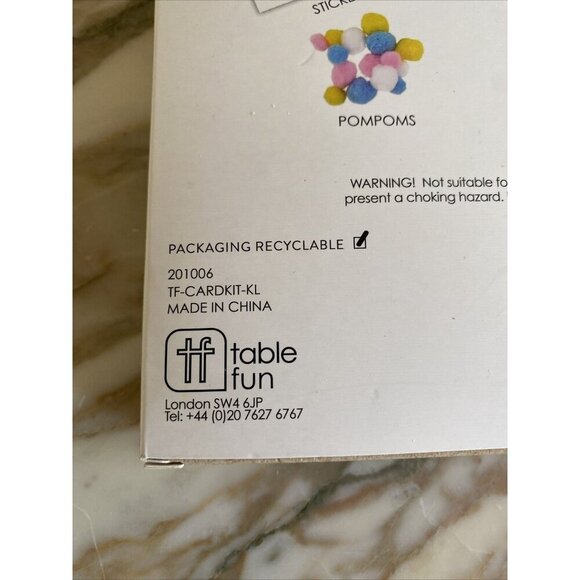 POMPOMS
WARNING! Not suitable
present a choking hazard.
PACKAGING RECYCLABLE
201006
TF-CARDKIT-KL
MADE IN CHINA
tf table
fun
London SW4 6JP
Tel: +44 (0)20 7627 6767